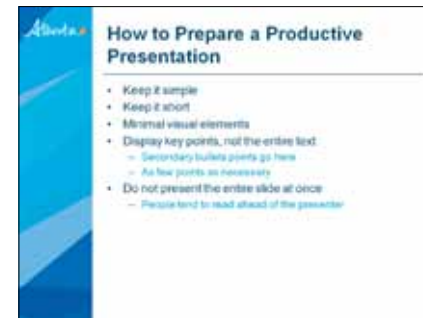 Alberta
How to Prepare a Productive
Presentation
• Keep it simple
• Keep it short
• Minimal visual elements
• Display key points, not the entire text
– Secondary bullets points go here
– As few points as necessary
• Do not present the entire slide at once
– People tend to read ahead of the presenter